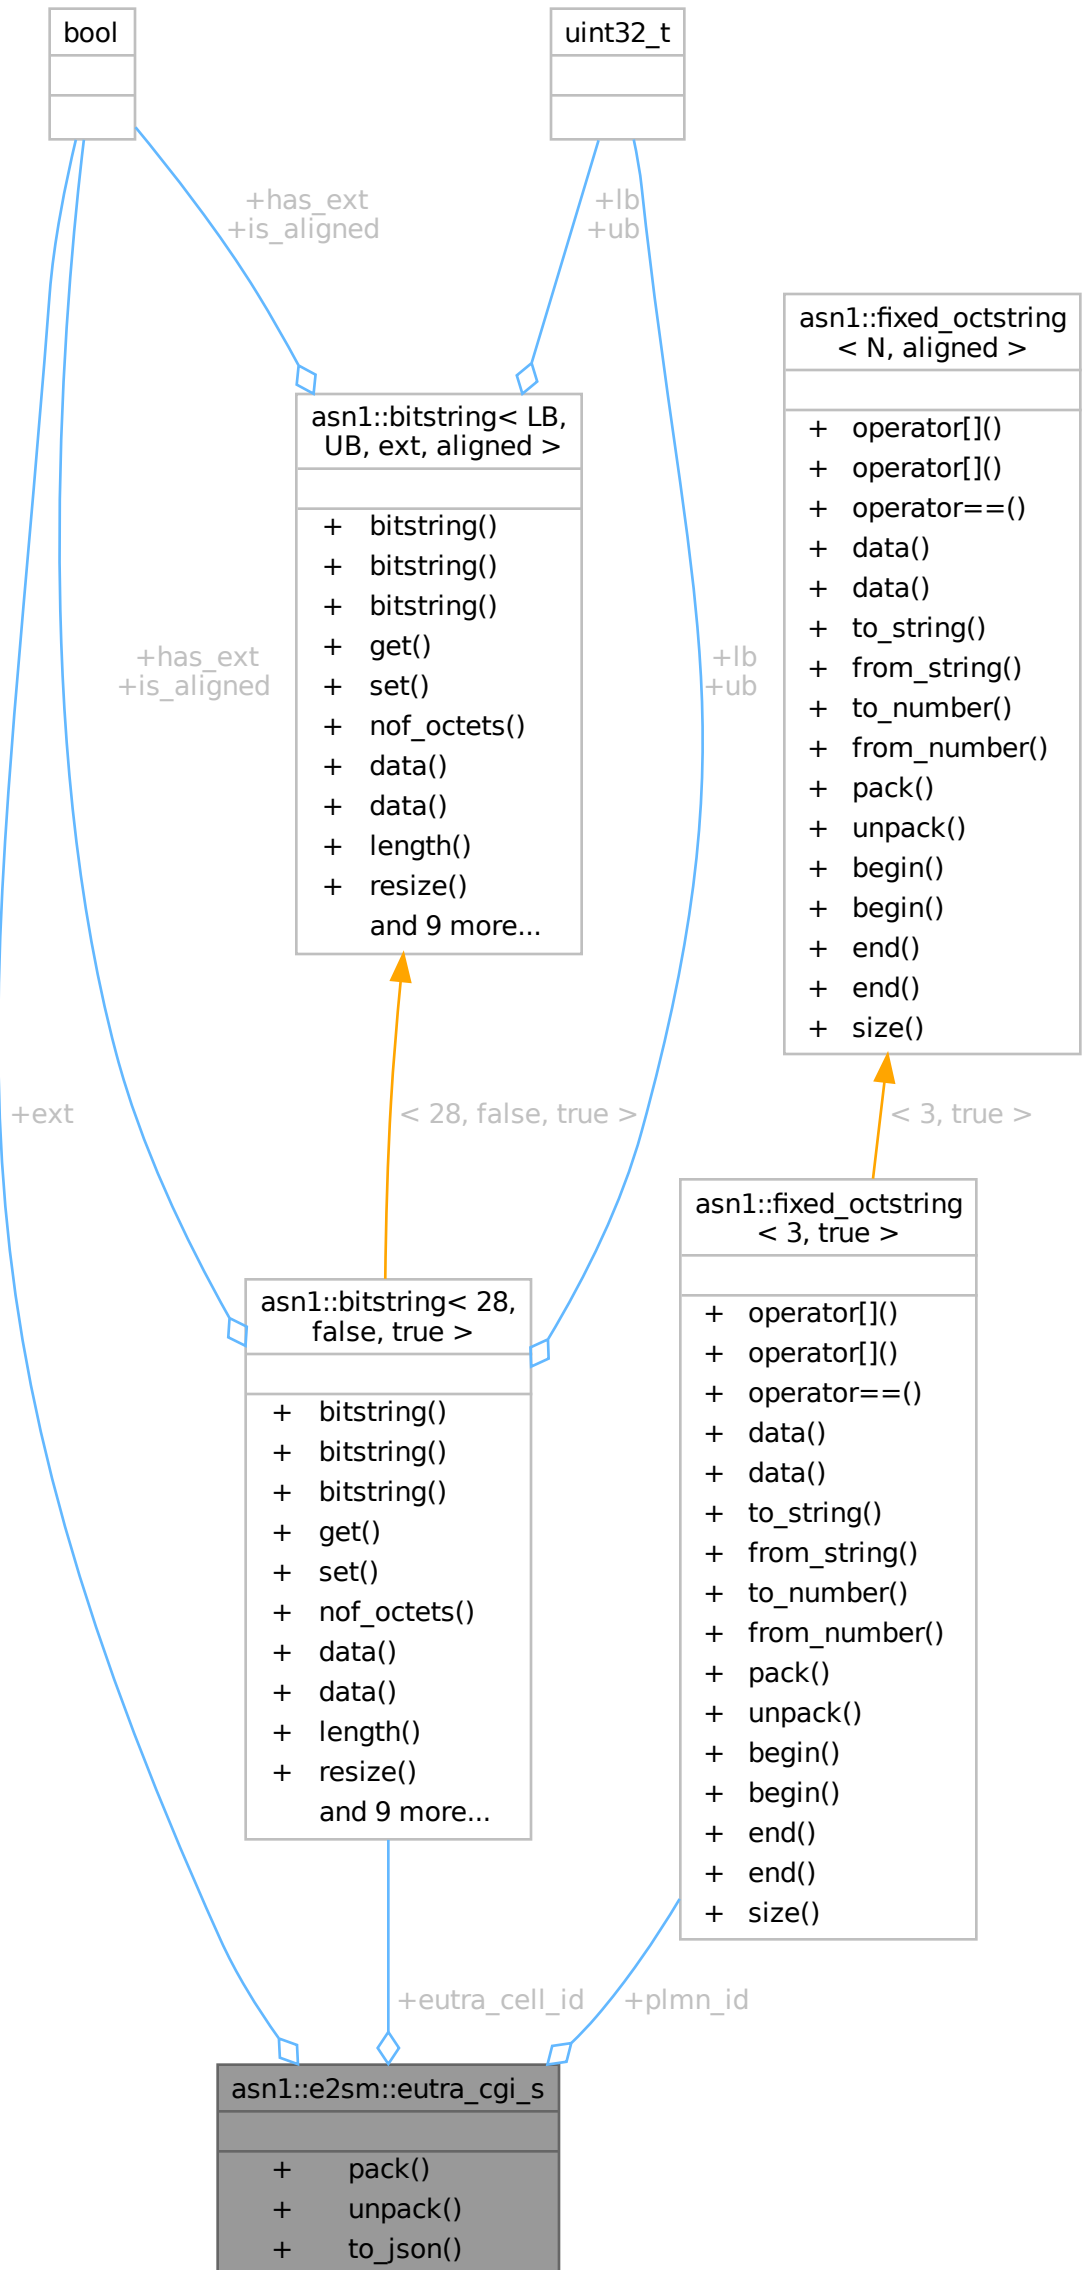 bool
uint32_t
+has_ext
+is_aligned
+lb
+ub
asn1::fixed_octstring
< N, aligned >
+ operator[]()
+ operator[]()
+ operator==()
+ data()
+ data()
+ to_string()
+ from_string()
+ to_number()
+ from_number()
+ pack()
+ unpack()
+ begin()
+ begin()
+ end()
+ end()
+ size()
asn1::bitstring< LB,
UB, ext, aligned >
+ bitstring()
+ bitstring()
+ bitstring()
+ get()
+ set()
+ nof_octets()
+ data()
+ data()
+ length()
+ resize()
and 9 more...
+has_ext
+is_aligned
+lb
+ub
+ext
< 28, false, true >
< 3, true >
asn1::fixed_octstring
< 3, true >
+ operator[]()
+ operator[]()
+ operator==()
+ data()
+ data()
+ to_string()
+ from_string()
+ to_number()
+ from_number()
+ pack()
+ unpack()
+ begin()
+ begin()
+ end()
+ end()
+ size()
asn1::bitstring< 28,
false, true >
+ bitstring()
+ bitstring()
+ bitstring()
+ get()
+ set()
+ nof_octets()
+ data()
+ data()
+ length()
+ resize()
and 9 more...
+eutra_cell_id
+plmn_id
asn1::e2sm::eutra_cgi_s
+ pack()
+ unpack()
+ to_json()